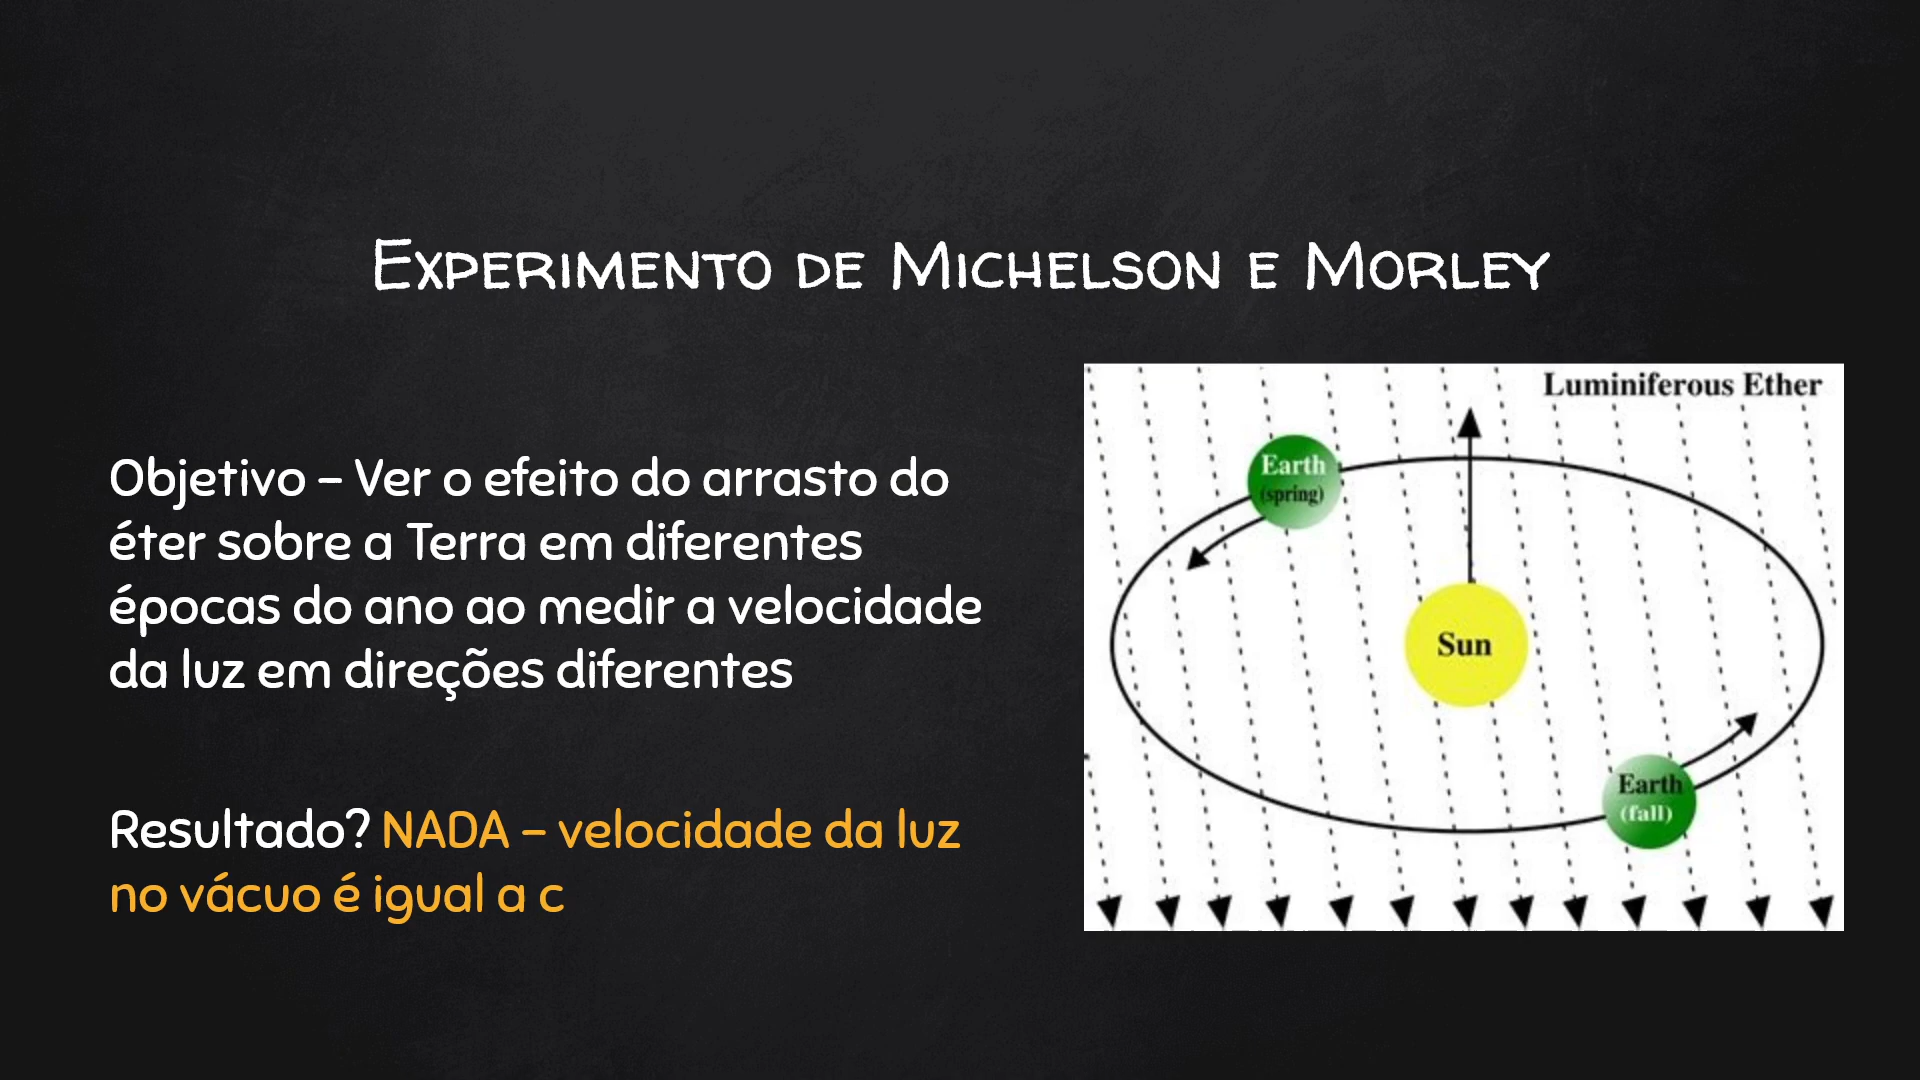 Experimento de Michelson e Morley
Objetivo – Ver o efeito do arrasto do
éter sobre a Terra em diferentes
épocas do ano ao medir a velocidade
da luz em direções diferentes
Resultado? NADA – velocidade da luz
no vácuo é igual a c
Luminiferous Ether
Earth
(spring)
Sun
Earth
(fall)